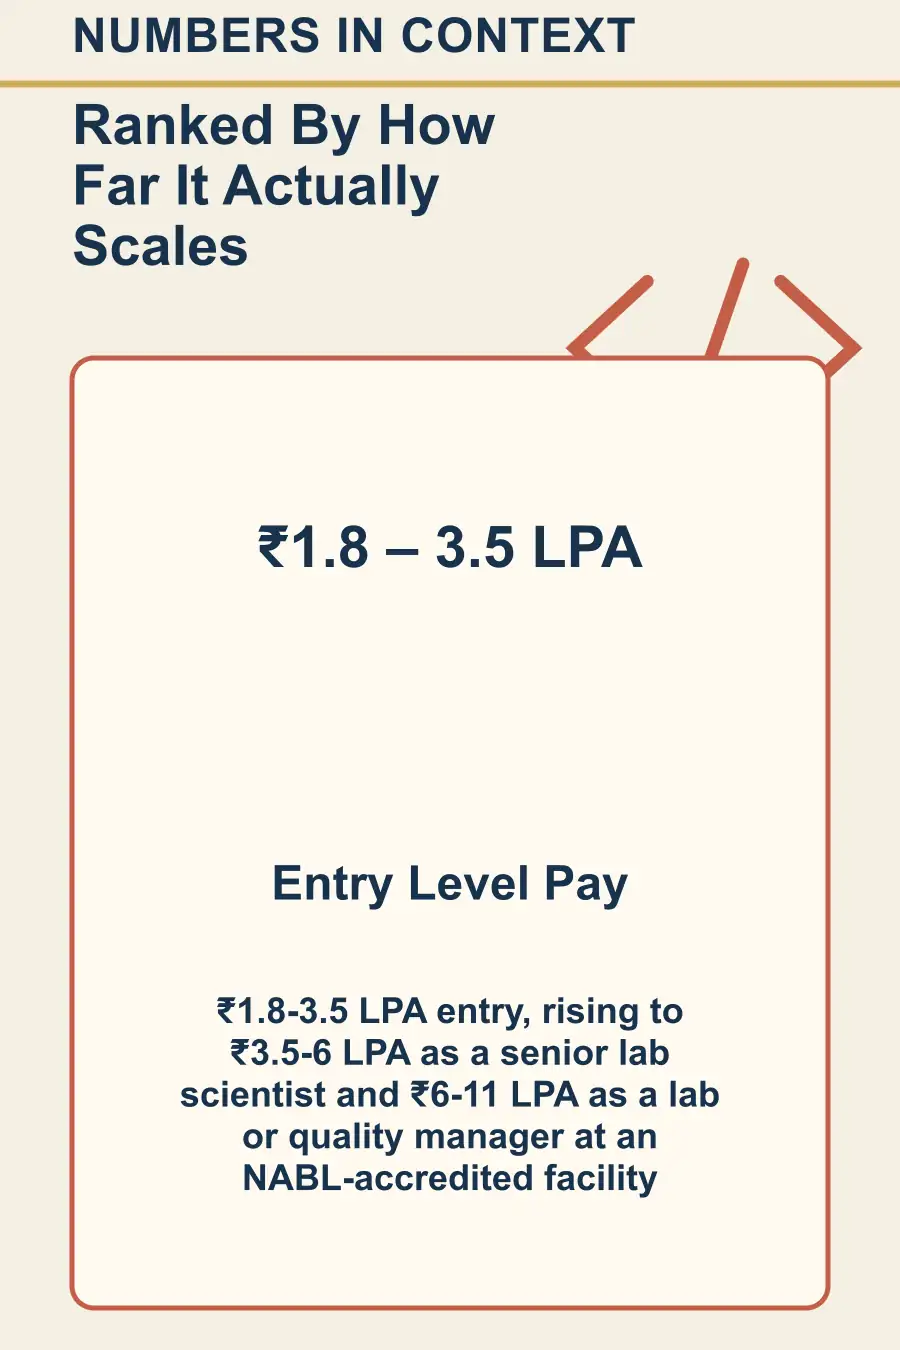 NUMBERS IN CONTEXT
Ranked By How
Far It Actually
Scales
₹1.8 – 3.5 LPA
Entry Level Pay
₹1.8-3.5 LPA entry, rising to
₹3.5-6 LPA as a senior lab
scientist and ₹6-11 LPA as a lab
or quality manager at an
NABL-accredited facility